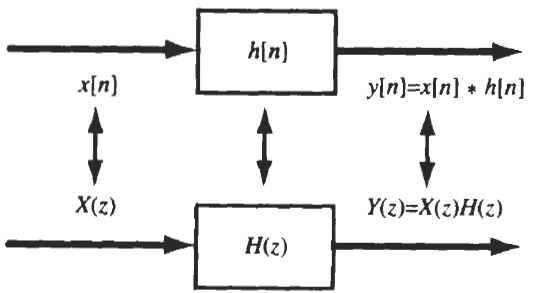 h[n]
x[n]
y[n]=x[n] * h[n]
X(z)
Y(z)=X(z)H(z)
H(z)